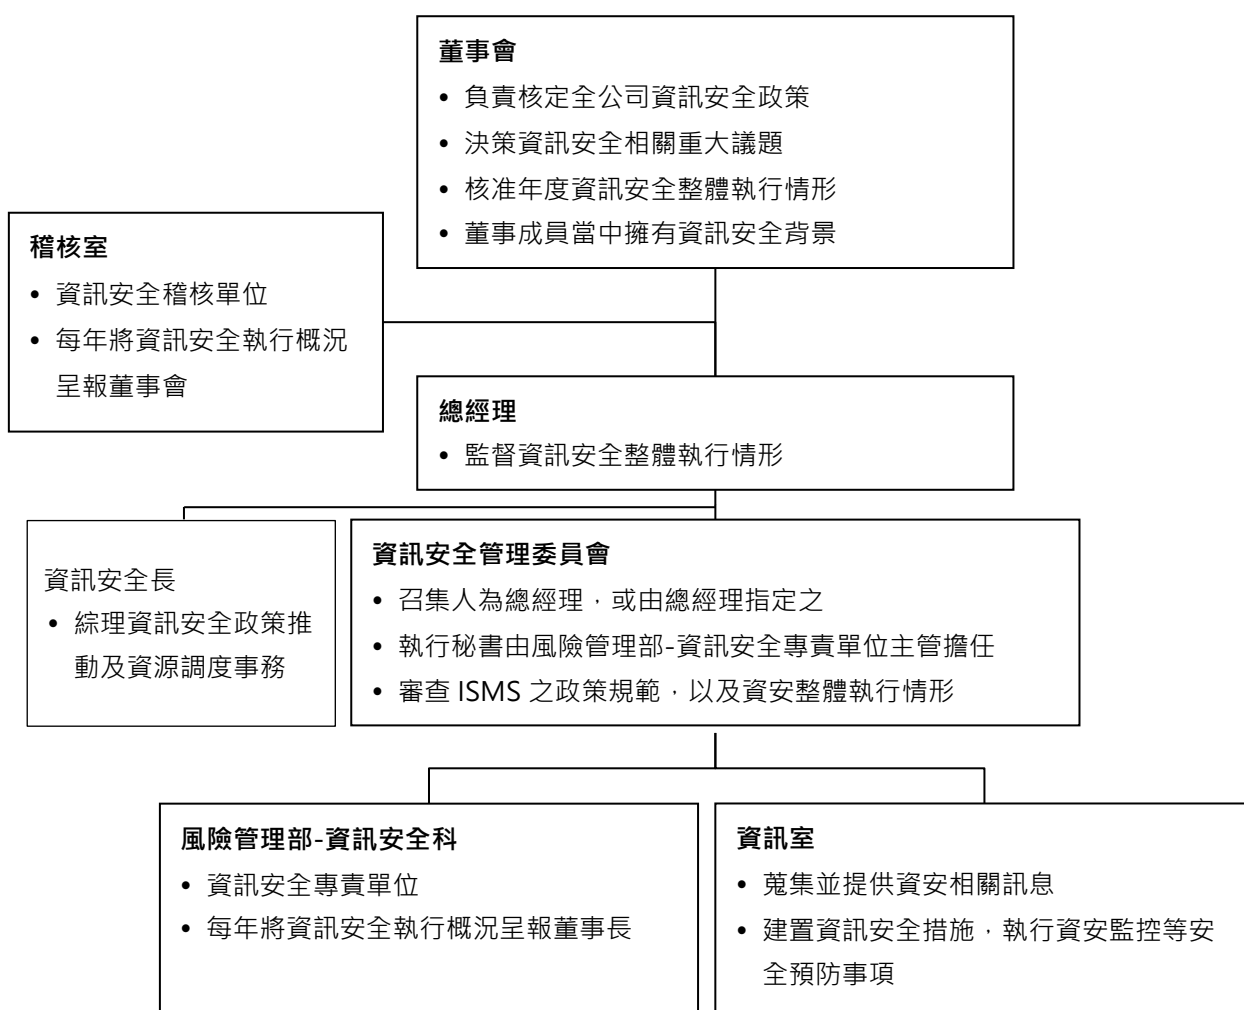 董事會
• 負責核定全公司資訊安全政策
• 決策資訊安全相關重大議題
• 核准年度資訊安全整體執行情形
• 董事成員當中擁有資訊安全背景
稽核室
• 資訊安全稽核單位
• 每年將資訊安全執行概況
呈報董事會
總經理
• 監督資訊安全整體執行情形
資訊安全長
• 綜理資訊安全政策推
動及資源調度事務
資訊安全管理委員會
• 召集人為總經理，或由總經理指定之
• 執行秘書由風險管理部-資訊安全專責單位主管擔任
• 審查 ISMS 之政策規範，以及資安整體執行情形
風險管理部-資訊安全科
• 資訊安全專責單位
• 每年將資訊安全執行概況呈報董事長
資訊室
• 蒐集並提供資安相關訊息
• 建置資訊安全措施，執行資安監控等安
全預防事項